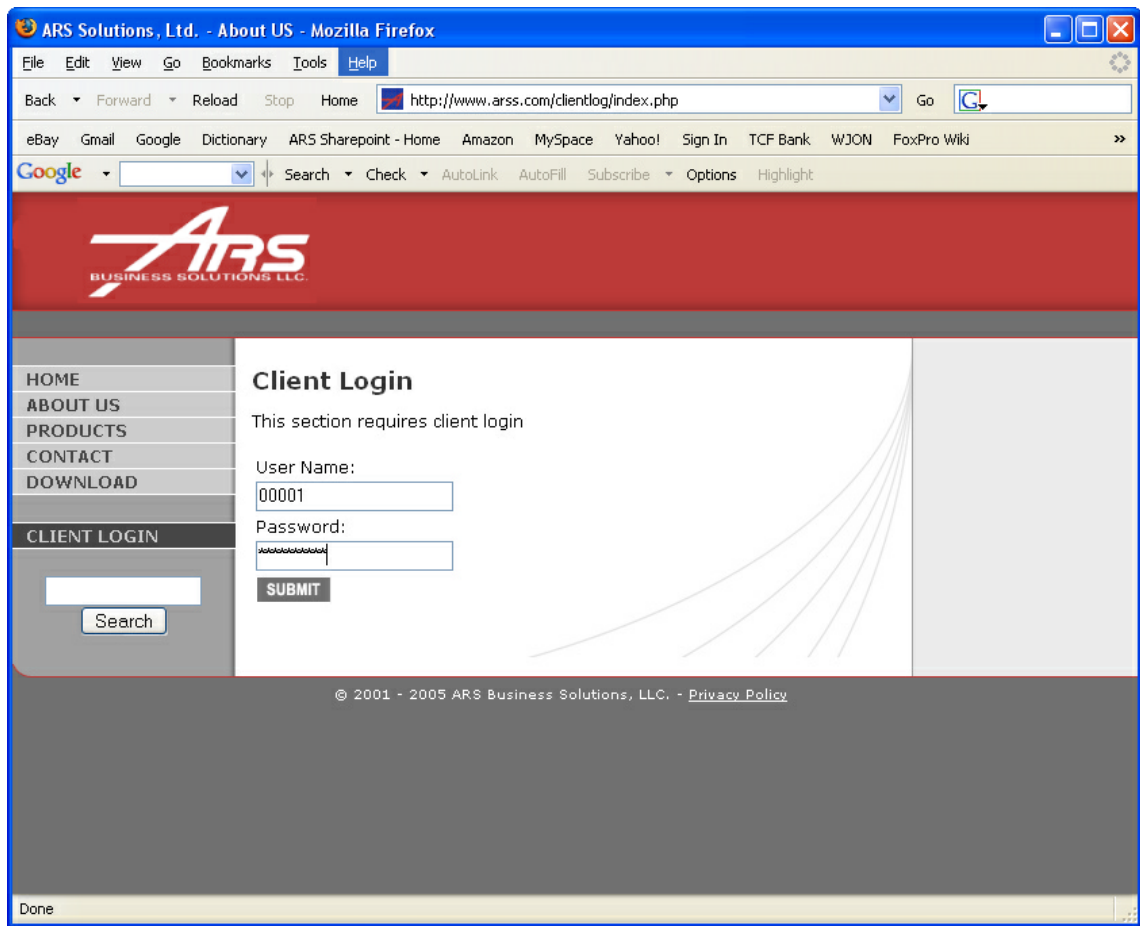 ARS Solutions, Ltd. - About US - Mozilla Firefox
File Edit View Go Bookmarks Tools Help
Back Forward Reload Stop Home http://www.arss.com/clientlog/index.php Go G
eBay Gmail Google Dictionary ARS Sharepoint - Home Amazon MySpace Yahoo! Sign In TCF Bank WJON FoxPro Wiki »
Google Search Check AutoLink AutoFill Subscribe Options Highlight
ARS
BUSINESS SOLUTIONS LLC.
HOME
ABOUT US
PRODUCTS
CONTACT
DOWNLOAD
CLIENT LOGIN
Search
Client Login
This section requires client login
User Name:
00001
Password:
***********
SUBMIT
© 2001 - 2005 ARS Business Solutions, LLC. - Privacy Policy
Done